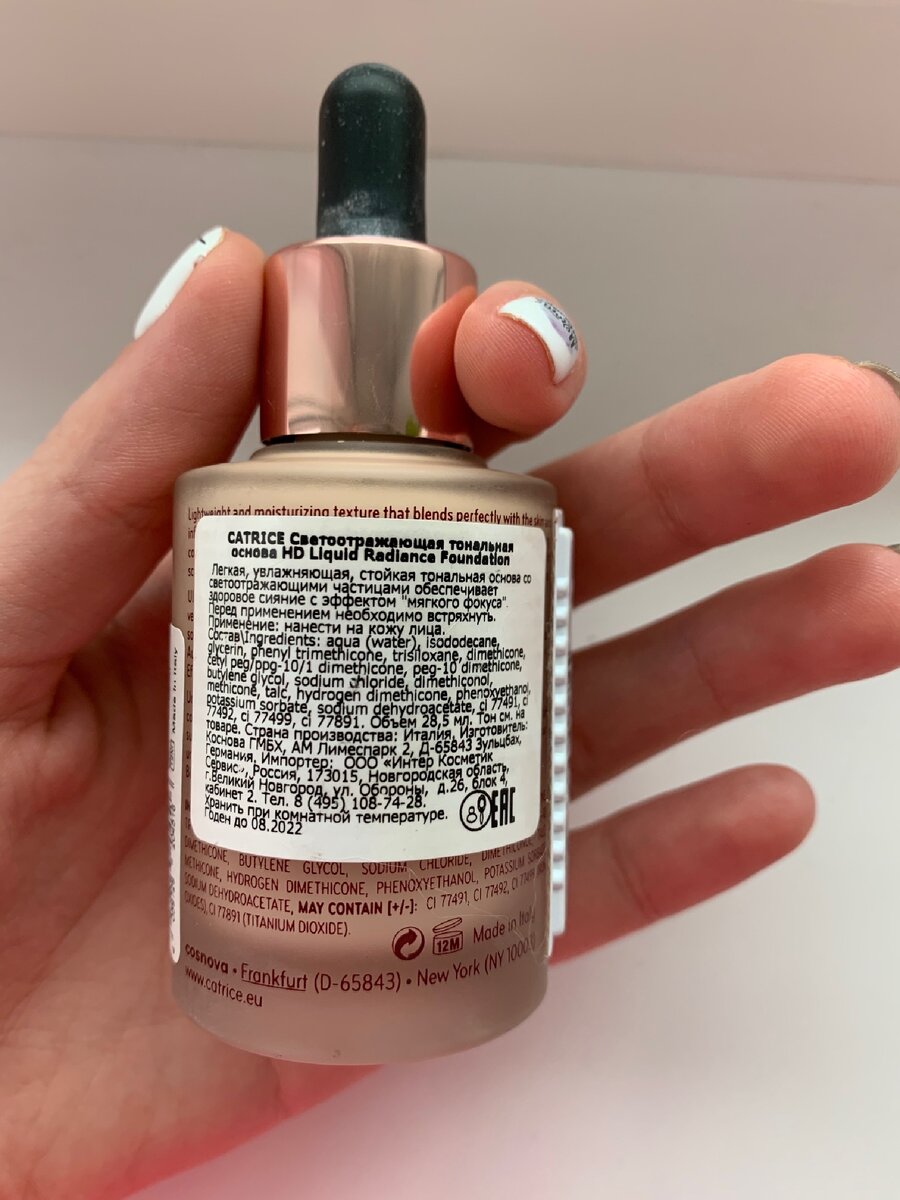 Lightweight and moisturizing texture that blends perfectly with the skin
CATRICE Светоотражающая тональная
основа HD Liquid Radiance Foundation
Легкая, увлажняющая, стойкая тональная основа со
светоотражающими частицами обеспечивает
здоровое сияние с эффектом "мягкого фокуса".
Перед применением необходимо встряхнуть.
Применение: нанести на кожу лица.
Состав\Ingredients: aqua (water), isododecane,
glycerin, phenyl trimethicone, trisiloxane, dimethicone,
cetyl peg/ppg-10/1 dimethicone, peg-10 dimethicone,
butylene glycol, sodium chloride, dimethiconol,
methicone, talc, hydrogen dimethicone, phenoxyethanol,
potassium sorbate, sodium dehydroacetate, ci 77491, ci
77492, ci 77499, ci 77891. Объем 28,5 мл. Тон см. на
товаре. Страна производства: Италия, Изготовитель:
Коснова ГМБХ, АМ Лимеспарк 2, Д-65843 Зульцбах,
Германия, Импортер: ООО «Интер Косметик
Сервис», Россия, 173015, Новгородская область,
г.Великий Новгород, ул. Обороны, д.26, блок 4,
кабинет 2. Тел. 8 (495) 108-74-28.
Хранить при комнатной температуре.
Годен до 08.2022
EAC
Made in Italy
DIMETHICONE, BUTYLENE GLYCOL, SODIUM CHLORIDE,
METHICONE, HYDROGEN DIMETHICONE, PHENOXYETHANOL, POTASSIUM
SODIUM DEHYDROACETATE, MAY CONTAIN [+/-]: CI 77491, CI 77492, CI
OXIDES), CI 77891 (TITANIUM DIOXIDE).
12M Made in Italy
cosnova • Frankfurt (D-65843) • New York (NY
www.catrice.eu